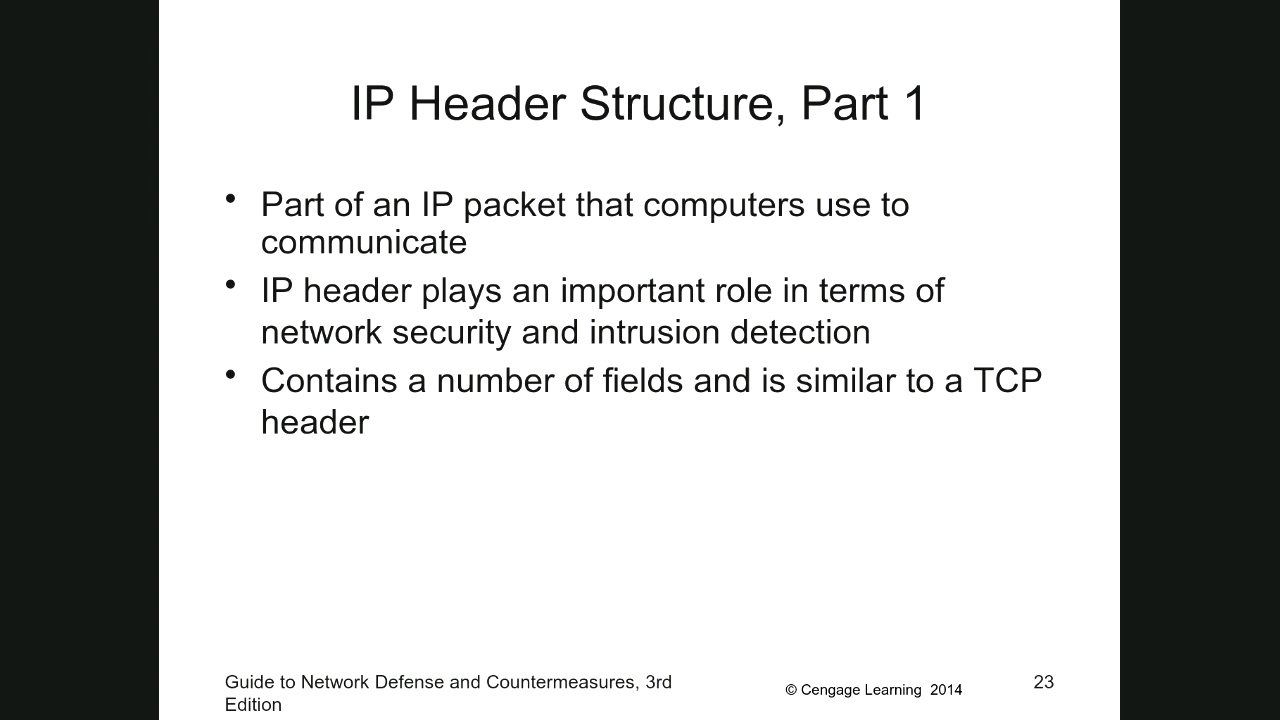 IP Header Structure, Part 1
• Part of an IP packet that computers use to
communicate
• IP header plays an important role in terms of
network security and intrusion detection
• Contains a number of fields and is similar to a TCP
header
Guide to Network Defense and Countermeasures, 3rd
Edition
© Cengage Learning 2014
23